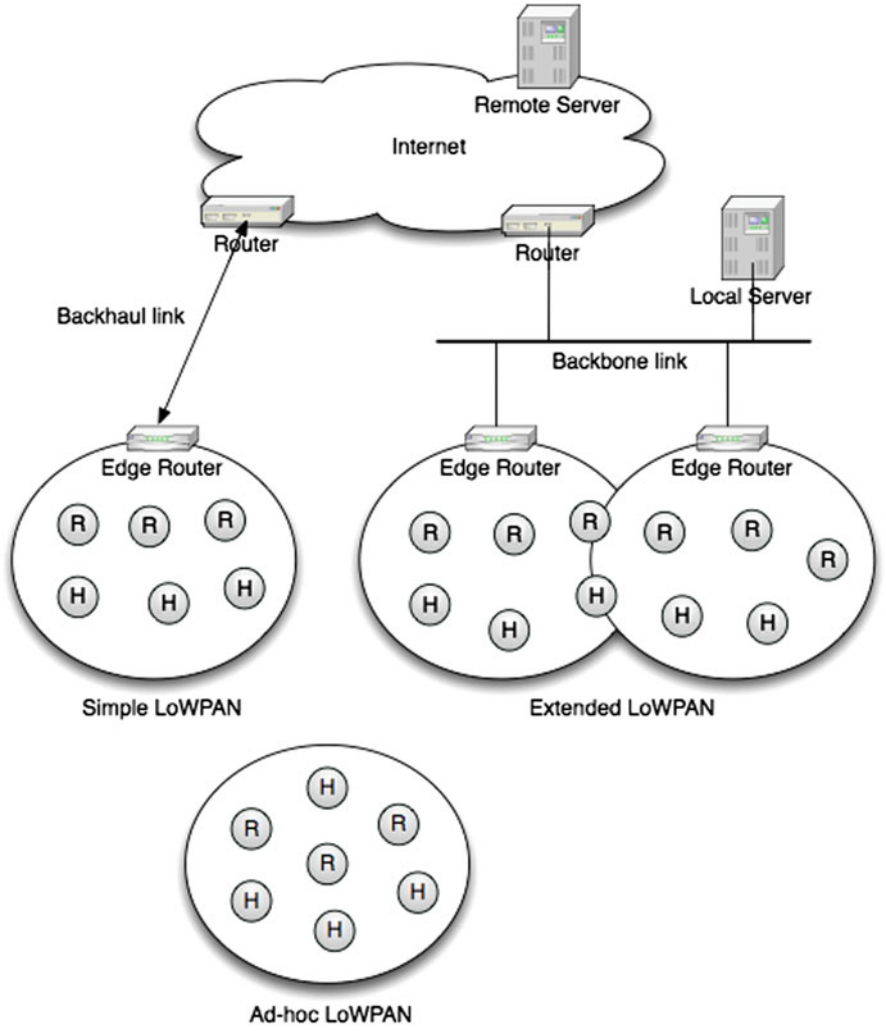 Remote Server
Internet
Router
Router
Local Server
Backhaul link
Backbone link
Edge Router
Edge Router
Edge Router
R
R
R
H
H
H
R
R
R
H
H
H
R
R
R
H
H
Simple LoWPAN
Extended LoWPAN
H
R
R
R
H
H
H
Ad-hoc LoWPAN